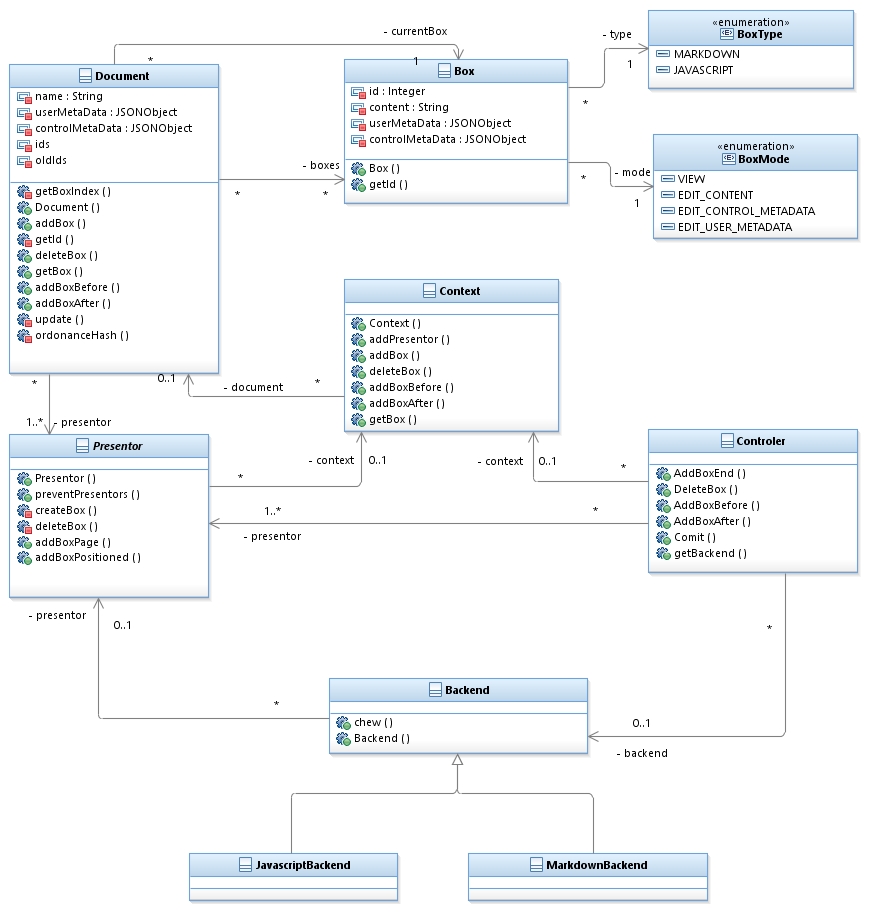 - currentBox
*
1
Document
name : String
userMetaData : JSONObject
controlMetaData : JSONObject
ids
oldIds
getBoxIndex ( )
Document ( )
addBox ( )
getId ( )
deleteBox ( )
getBox ( )
addBoxBefore ( )
addBoxAfter ( )
update ( )
ordonanceHash ( )
- boxes
*
*
Box
id : Integer
content : String
userMetaData : JSONObject
controlMetaData : JSONObject
Box ( )
getId ( )
- type
1
*
«enumeration»
BoxType
MARKDOWN
JAVASCRIPT
- mode
*
1
«enumeration»
BoxMode
VIEW
EDIT_CONTENT
EDIT_CONTROL_METADATA
EDIT_USER_METADATA
Context
Context ( )
addPresentor ( )
addBox ( )
deleteBox ( )
addBoxBefore ( )
addBoxAfter ( )
getBox ( )
0..1
- document
*
*
1..*
- presentor
Presentor
Presentor ( )
preventPresentors ( )
createBox ( )
deleteBox ( )
addBoxPage ( )
addBoxPositioned ( )
- context
0..1
*
- context
0..1
*
Controler
AddBoxEnd ( )
DeleteBox ( )
AddBoxBefore ( )
AddBoxAfter ( )
Comit ( )
getBackend ( )
1..*
*
- presentor
- presentor
0..1
*
*
0..1
- backend
Backend
chew ( )
Backend ( )
JavascriptBackend
MarkdownBackend